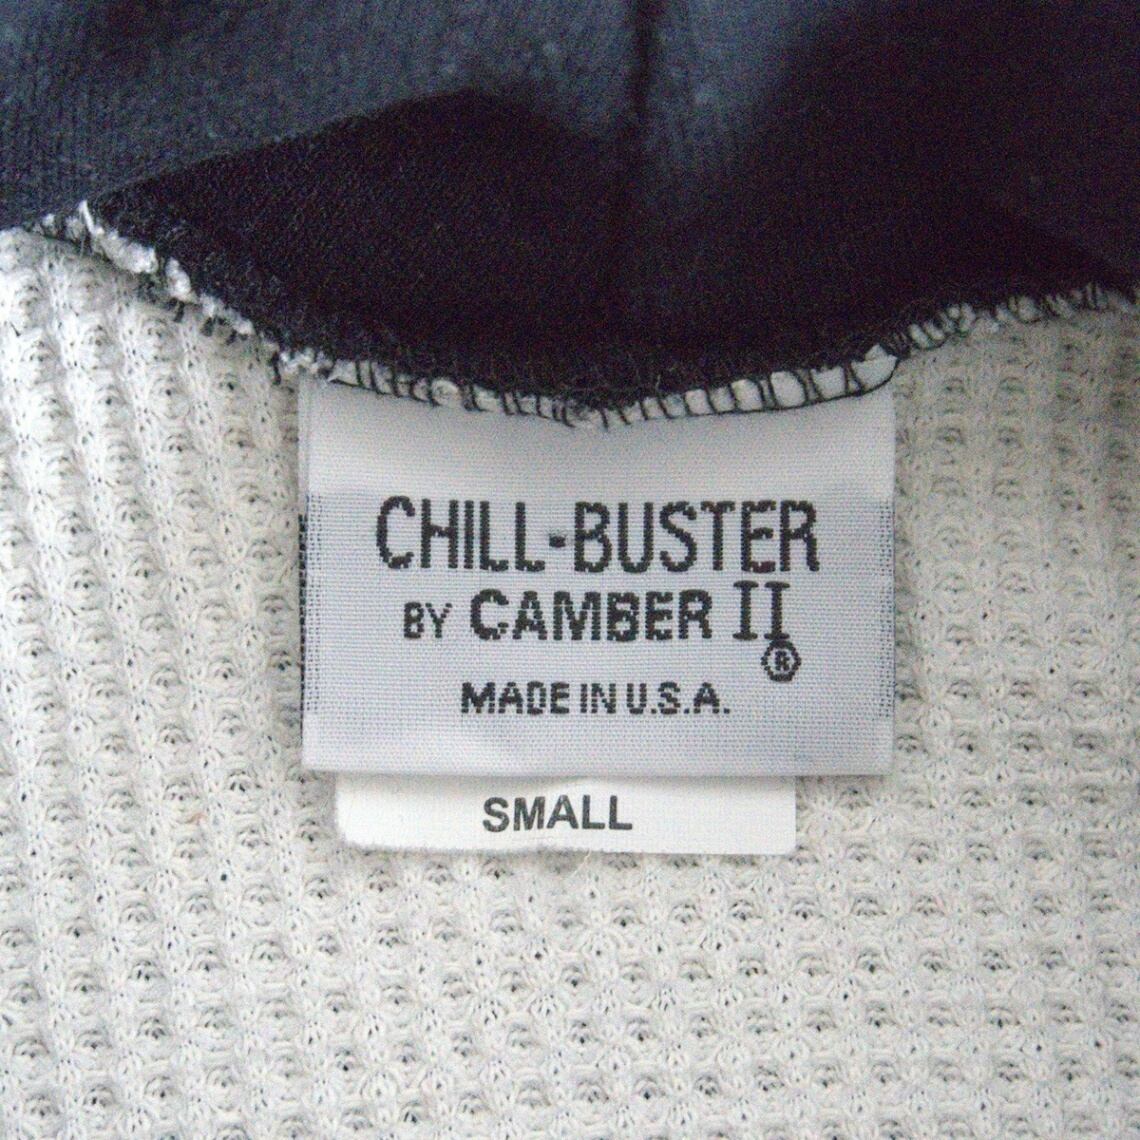 CHILL-BUSTER
BY CAMBER II
®
MADE IN U.S.A.
SMALL